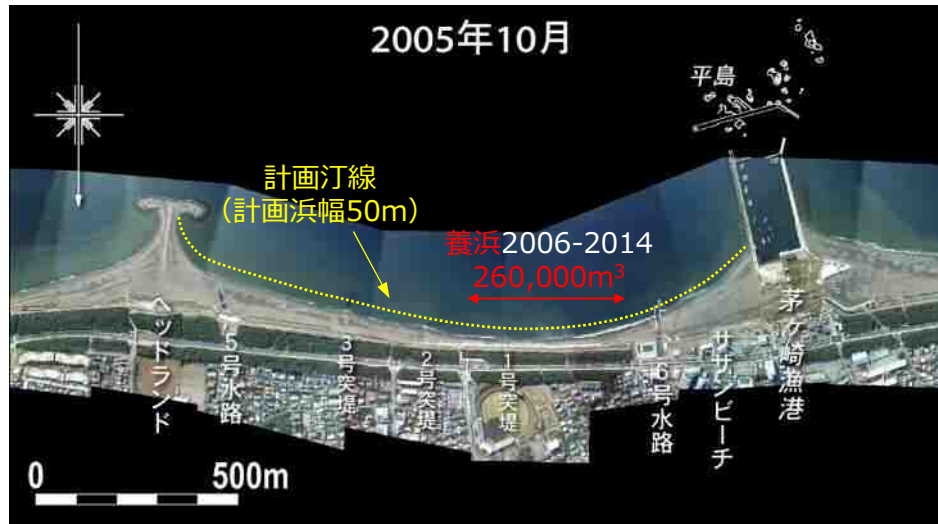 2005年10月
平島
計画汀線
（計画浜幅50m）
養浜2006-2014
260,000m³
ヘッドランド
5号水路
3号突堤
2号突堤
1号突堤
6号水路
サザンビーチ
茅ヶ崎漁港
0 500m